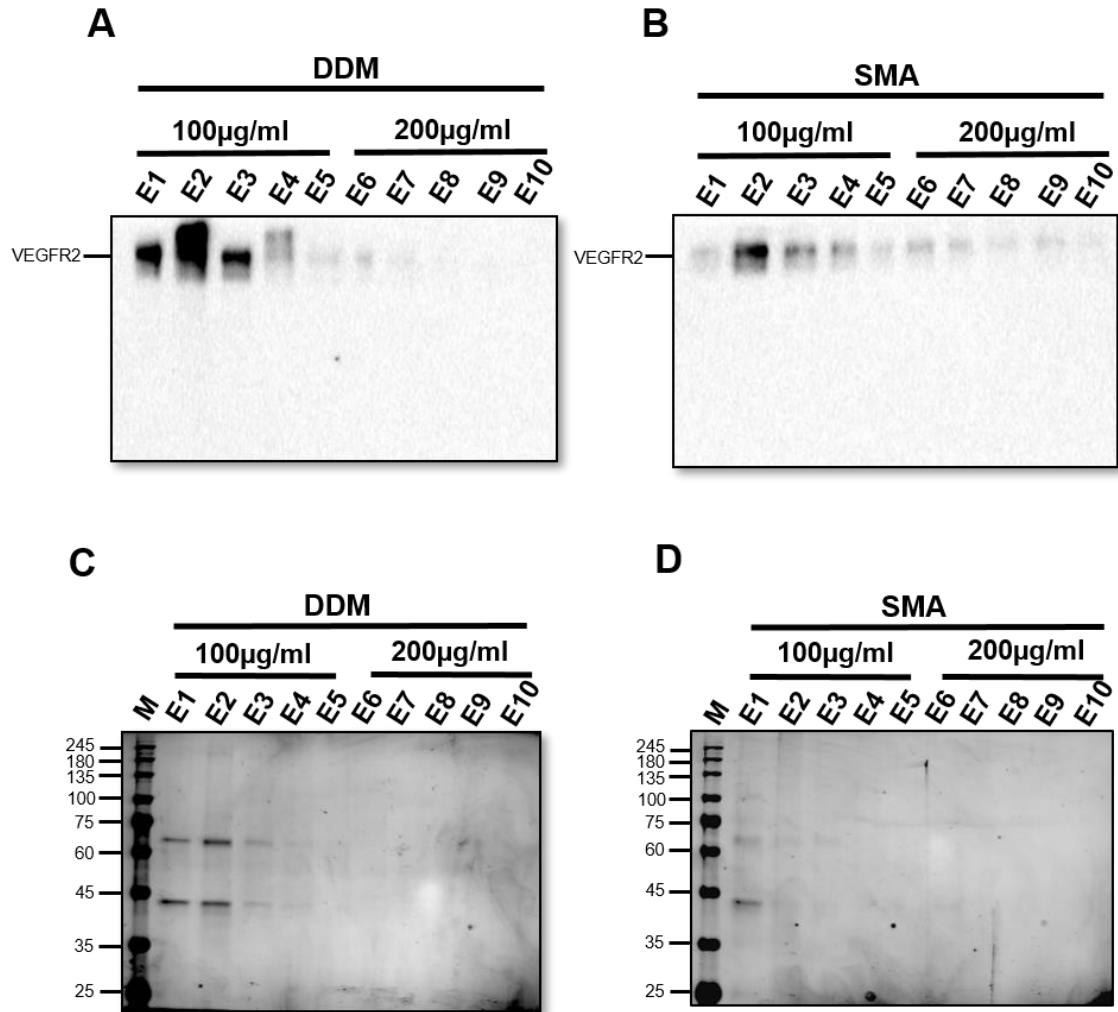 A
DDM
100µg/ml 200µg/ml
E1 E2 E3 E4 E5 E6 E7 E8 E9 E10
VEGFR2
B
SMA
100µg/ml 200µg/ml
E1 E2 E3 E4 E5 E6 E7 E8 E9 E10
VEGFR2
C
DDM
100µg/ml 200µg/ml
M E1 E2 E3 E4 E5 E6 E7 E8 E9 E10
245
180
135
100
75
60
45
35
25
D
SMA
100µg/ml 200µg/ml
M E1 E2 E3 E4 E5 E6 E7 E8 E9 E10
245
180
135
100
75
60
45
35
25